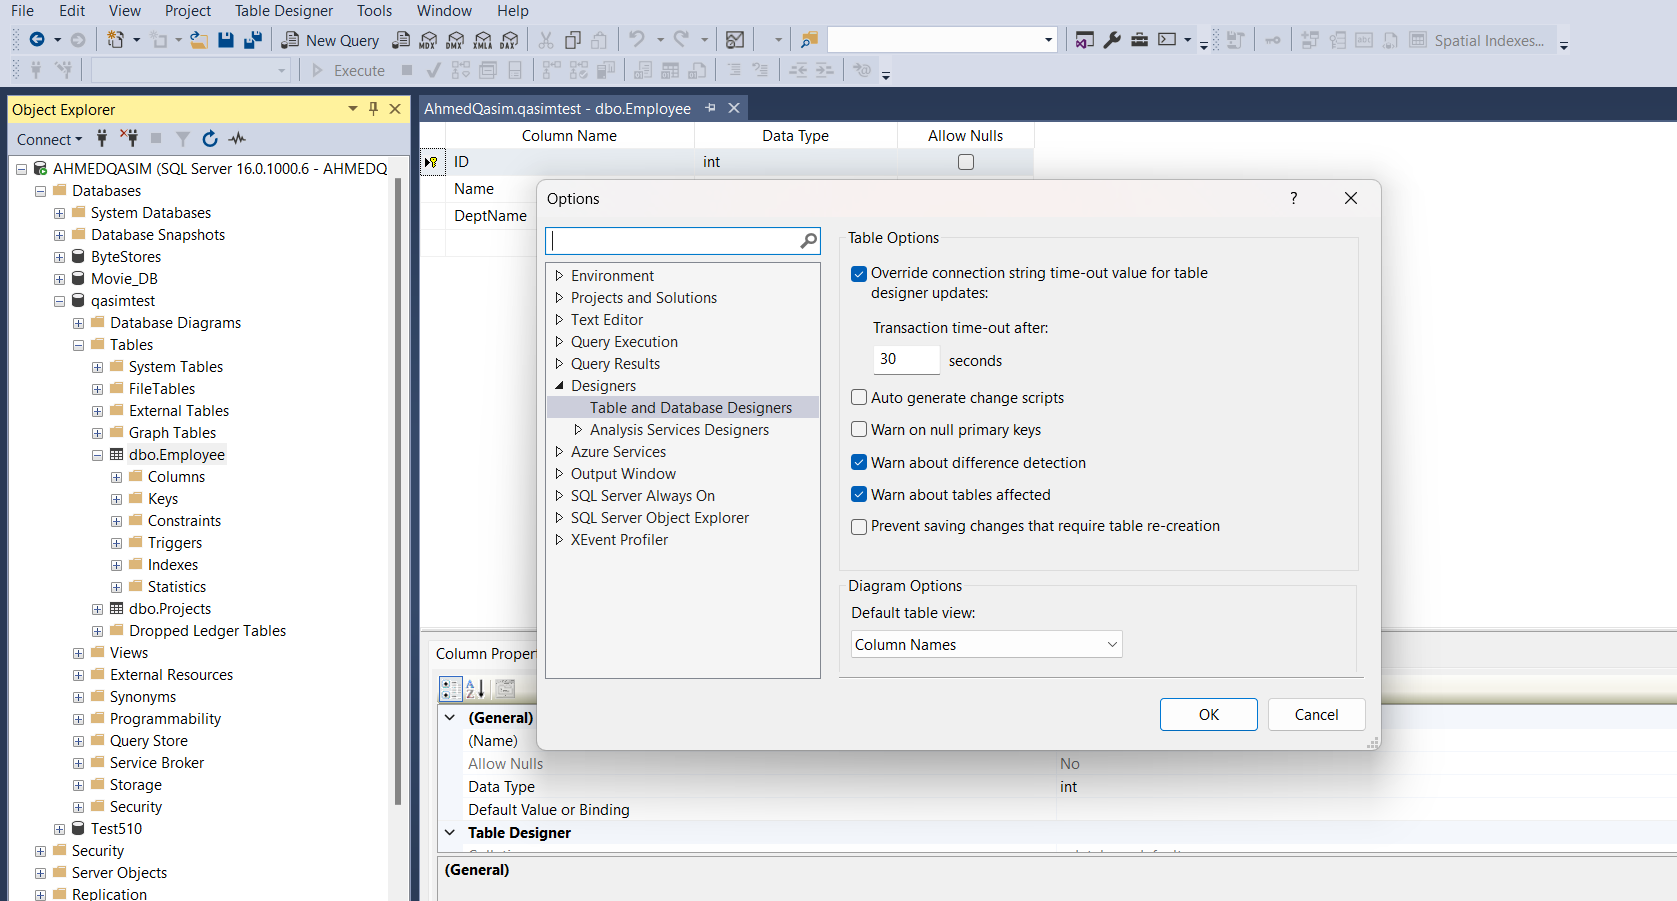 File Edit View Project Table Designer Tools Window Help
New Query MDX DMX XMLA DAX Spatial Indexes...
Execute
Object Explorer
Connect
AHMEDQASIM (SQL Server 16.0.1000.6 - AHMEDQ
Databases
System Databases
Database Snapshots
ByteStores
Movie_DB
qasimtest
Database Diagrams
Tables
System Tables
FileTables
External Tables
Graph Tables
dbo.Employee
Columns
Keys
Constraints
Triggers
Indexes
Statistics
dbo.Projects
Dropped Ledger Tables
Views
External Resources
Synonyms
Programmability
Query Store
Service Broker
Storage
Security
Test510
Security
Server Objects
Replication
AhmedQasim.qasimtest - dbo.Employee
Column Name Data Type Allow Nulls
ID int
Name
DeptName
Options ?
Environment
Projects and Solutions
Text Editor
Query Execution
Query Results
Designers
Table and Database Designers
Analysis Services Designers
Azure Services
Output Window
SQL Server Always On
SQL Server Object Explorer
XEvent Profiler
Table Options
Override connection string time-out value for table
designer updates:
Transaction time-out after:
30 seconds
Auto generate change scripts
Warn on null primary keys
Warn about difference detection
Warn about tables affected
Prevent saving changes that require table re-creation
Diagram Options
Default table view:
Column Names
OK Cancel
Column Proper
(General)
(Name)
Allow Nulls No
Data Type int
Default Value or Binding
Table Designer
(General)